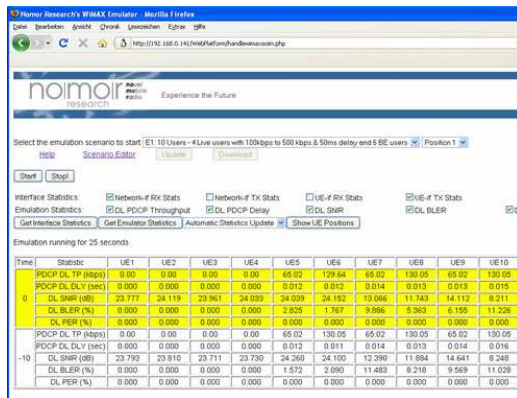 Nomor Research's WiMAX Emulator - Mozilla Firefox
Datei Bearbeiten Ansicht Chronik Lesezeichen Extras Hilfe
http://192.168.0.141/WebPlatform/handlewimaxscen.php
no|mo|r novel mobile radio
research
Experience the Future
Select the emulation scenario to start E1: 10 Users - 4 Live users with 100kbps to 500 kbps & 50ms delay and 6 BE users Position 1
Help Scenario Editor Update Download
Start! Stop!
Interface Statistics: Network-if RX Stats Network-if TX Stats UE-if RX Stats UE-if TX Stats
Emulation Statistics: DL PDCP Throughput DL PDCP Delay DL SNIR DL BLER
Get Interface Statistics Get Emulator Statistics Automatic Statistics Update Show UE Positions
Emulation running for 25 seconds
Time Statistic UE1 UE2 UE3 UE4 UE5 UE6 UE7 UE8 UE9 UE10
0
PDCP DL TP (kbps) 0.00 0.00 0.00 0.00 65.02 129.64 65.02 130.05 65.02 130.05
PDCP DL DLY (sec) 0.000 0.000 0.000 0.000 0.012 0.012 0.014 0.013 0.013 0.015
DL SNIR (dB) 23.777 24.119 23.961 24.033 24.039 24.152 13.066 11.743 14.112 8.211
DL BLER (%) 0.000 0.000 0.000 0.000 2.825 1.767 9.886 5.363 6.155 11.226
DL PER (%) 0.000 0.000 0.000 0.000 0.000 0.000 0.000 0.000 0.000 0.000
-10
PDCP DL TP (kbps) 0.00 0.00 0.00 0.00 65.02 130.05 65.02 130.05 65.02 130.05
PDCP DL DLY (sec) 0.000 0.000 0.000 0.000 0.012 0.011 0.014 0.013 0.014 0.016
DL SNIR (dB) 23.793 23.810 23.711 23.730 24.260 24.100 12.390 11.884 14.641 8.248
DL BLER (%) 0.000 0.000 0.000 0.000 1.572 2.090 11.483 8.218 9.569 11.028
DL PER (%) 0.000 0.000 0.000 0.000 0.000 0.000 0.000 0.000 0.000 0.000